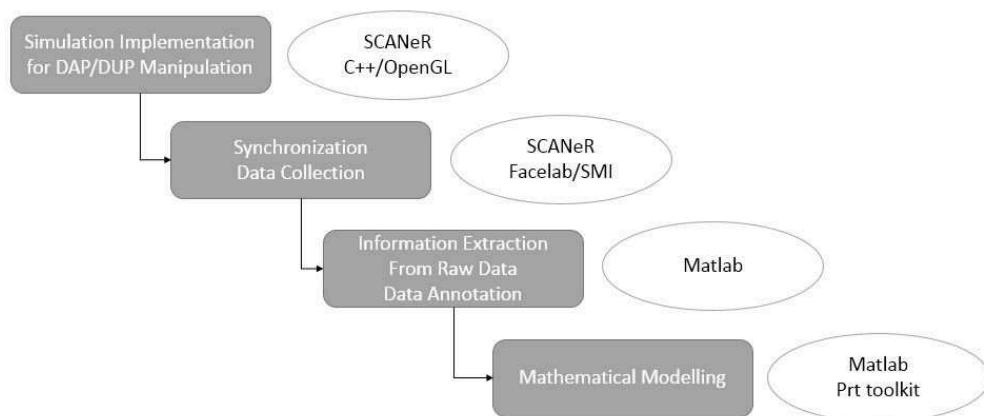 Simulation Implementation
for DAP/DUP Manipulation
SCANeR
C++/OpenGL
Synchronization
Data Collection
SCANeR
Facelab/SMI
Information Extraction
From Raw Data
Data Annotation
Matlab
Mathematical Modelling
Matlab
Prt toolkit